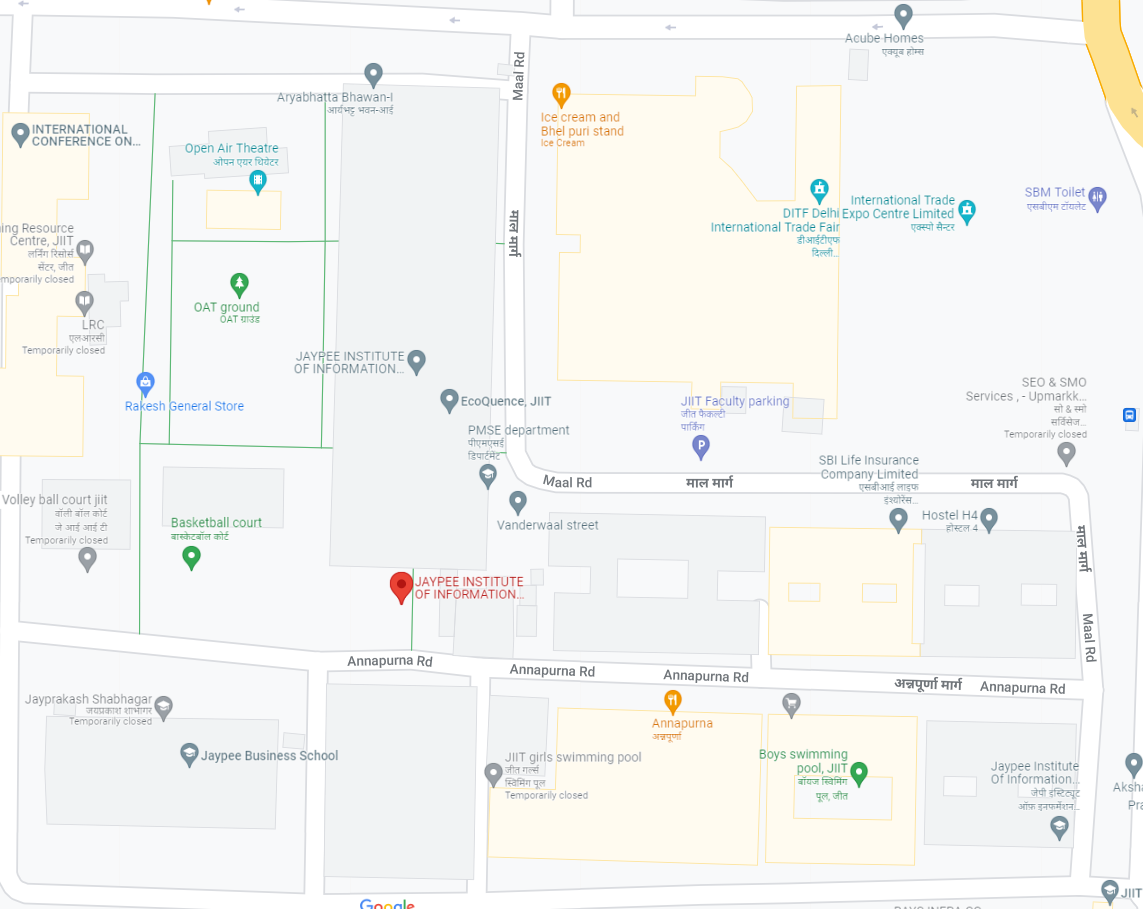 Acube Homes
एक्यूब होम्स
Maal Rd
Aryabhatta Bhawan-I
आर्यभट्ट भवन-आई
Ice cream and
Bhel puri stand
Ice Cream
INTERNATIONAL
CONFERENCE ON...
Open Air Theatre
ओपन एयर थियेटर
SBM Toilet
एसबीएम टॉयलेट
International Trade
Expo Centre Limited
एक्स्पो सैन्टर
DITF Delhi
International Trade Fair
डीआईटीएफ
दिल्ली...
माल मार्ग
ning Resource
Centre, JIIT
लर्निंग रिसोर्स
सेंटर, जीत
mporarily closed
OAT ground
OAT ग्राउंड
LRC
एलआरसी
Temporarily closed
JAYPEE INSTITUTE
OF INFORMATION...
Rakesh General Store
EcoQuence, JIIT
JIIT Faculty parking
जीत फैकल्टी
पार्किंग
SEO & SMO
Services , - Upmarkk...
सो & स्मो
सर्विसेज...
Temporarily closed
PMSE department
पीएमएसई
डिपार्टमेंट
SBI Life Insurance
Company Limited
एसबीआई लाइफ
इंश्योरेंस...
Maal Rd
माल मार्ग
माल मार्ग
Volley ball court jiit
वॉली बॉल कोर्ट
जे आई आई टी
Temporarily closed
Vanderwaal street
Hostel H4
होस्टल 4
Basketball court
बास्केटबॉल कोर्ट
माल मार्ग
JAYPEE INSTITUTE
OF INFORMATION...
Maal Rd
Annapurna Rd
Annapurna Rd
Annapurna Rd
अन्नपूर्णा मार्ग
Annapurna Rd
Jayprakash Shabhagar
जयप्रकाश शाभागर
Temporarily closed
Annapurna
अन्नपूर्णा
Jaypee Business School
JIIT girls swimming pool
जीत गर्ल्स
स्विमिंग पूल
Temporarily closed
Boys swimming
pool, JIIT
बॉयज स्विमिंग
पूल, जीत
Jaypee Institute
Of Information...
जेपी इंस्टिट्यूट
ऑफ़ इनफार्मेशन...
Aksha
Pra
JIIT
Google